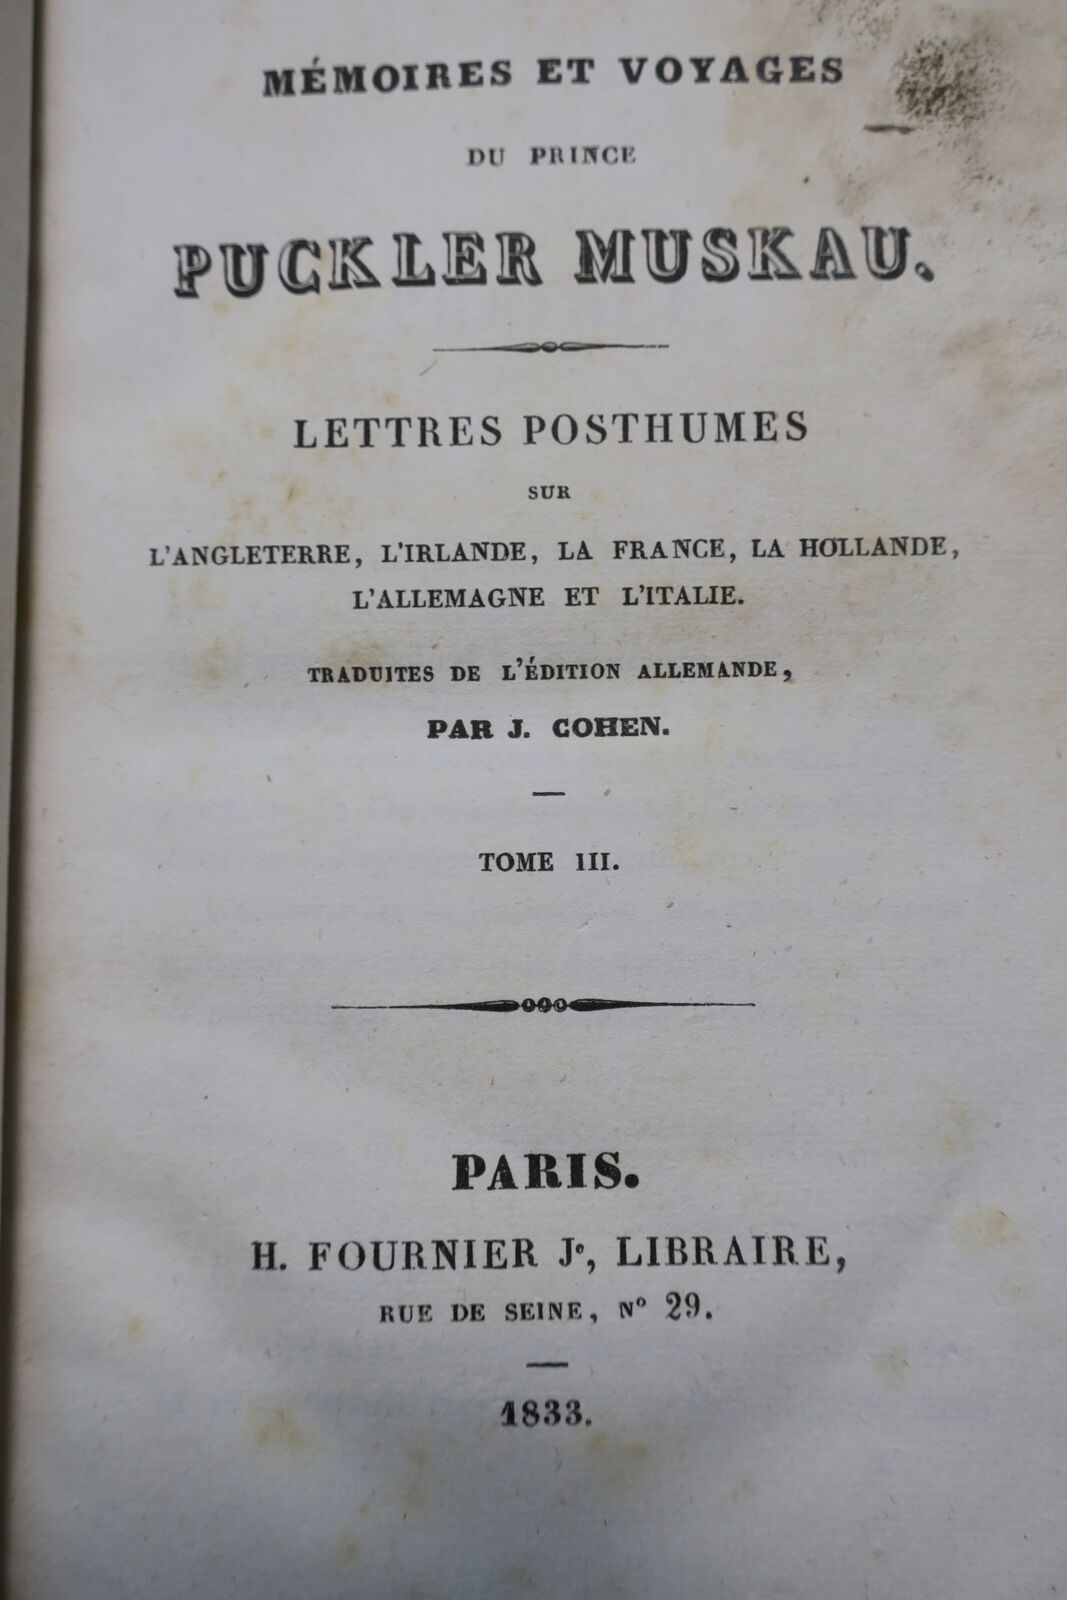 MÉMOIRES ET VOYAGES
DU PRINCE
PUCKLER MUSKAU.
LETTRES POSTHUMES
SUR
L'ANGLETERRE, L'IRLANDE, LA FRANCE, LA HOLLANDE,
L'ALLEMAGNE ET L'ITALIE.
TRADUITES DE L'ÉDITION ALLEMANDE,
PAR J. COHEN.
TOME III.
PARIS.
H. FOURNIER Je, LIBRAIRE,
RUE DE SEINE, No 29.
1833.